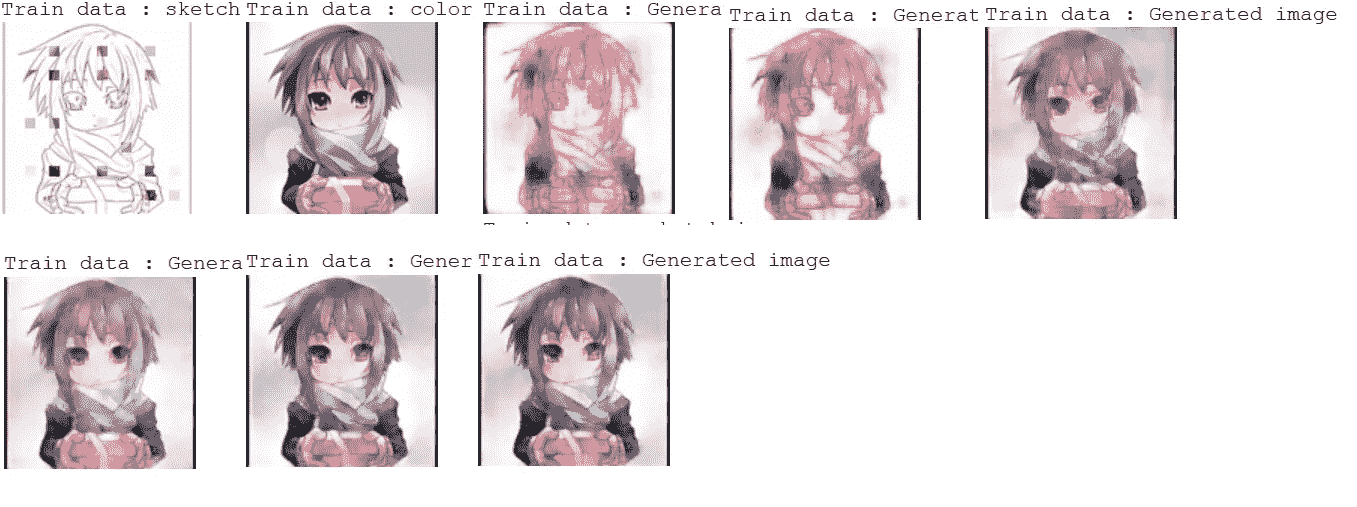 Train data : sketch
Train data : color
Train data : Genera
Train data : Generat
Train data : Generated image
Train data : Genera
Train data : Gener
Train data : Generated image